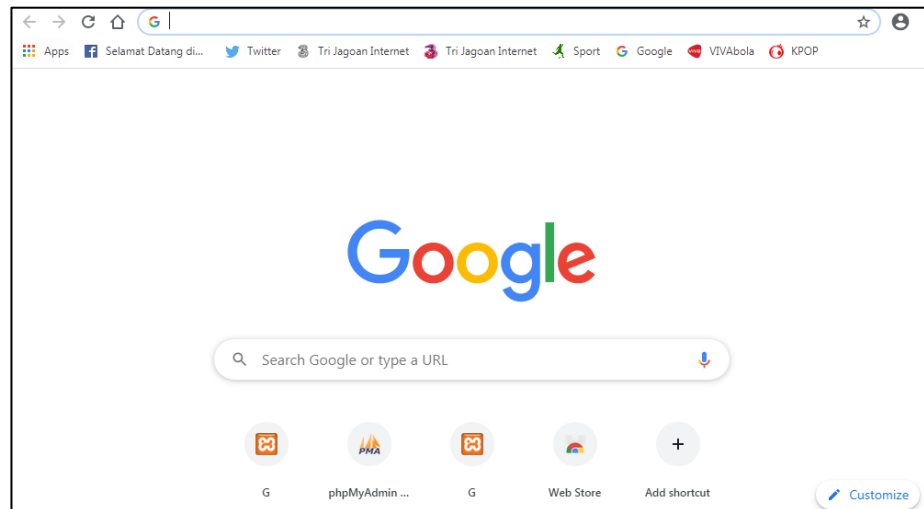 Apps Selamat Datang di... Twitter Tri Jagoan Internet Tri Jagoan Internet Sport Google VIVAbola KPOP
Google
Search Google or type a URL
G phpMyAdmin ... G Web Store Add shortcut
Customize